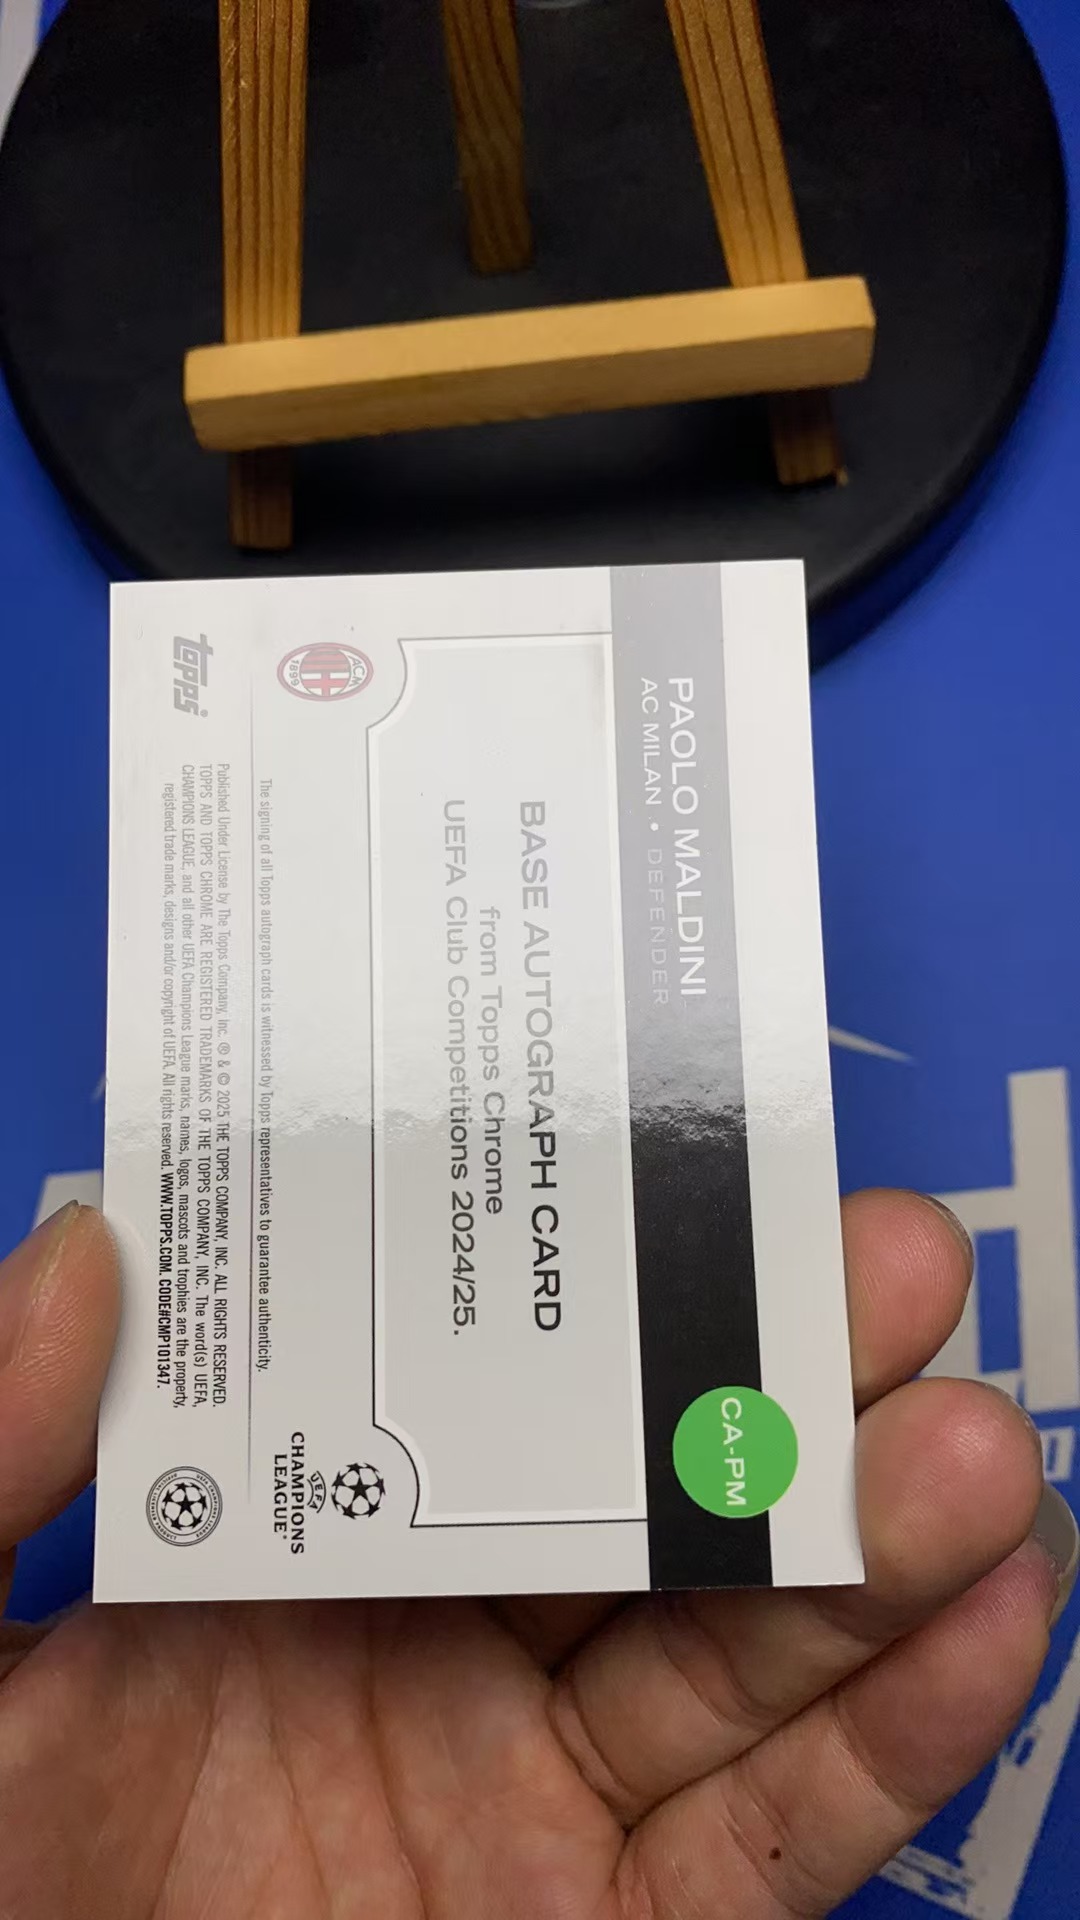 CA-PM
PAOLO MALDINI
AC MILAN • DEFENDER
BASE AUTOGRAPH CARD
from Topps Chrome
UEFA Club Competitions 2024/25.
ACM
1899
UEFA
CHAMPIONS
LEAGUE
The signing of all Topps autograph cards is witnessed by Topps representatives to guarantee authenticity.
topps
Published Under License by The Topps Company, Inc. ® & © 2025 THE TOPPS COMPANY, INC. ALL RIGHTS RESERVED.
TOPPS AND TOPPS CHROME ARE REGISTERED TRADEMARKS OF THE TOPPS COMPANY, INC. The word(s) UEFA,
CHAMPIONS LEAGUE, and all other UEFA Champions League marks, names, logos, mascots and trophies are the property,
registered trade marks, designs and/or copyright of UEFA. All rights reserved. WWW.TOPPS.COM. CODE#CMP101347.